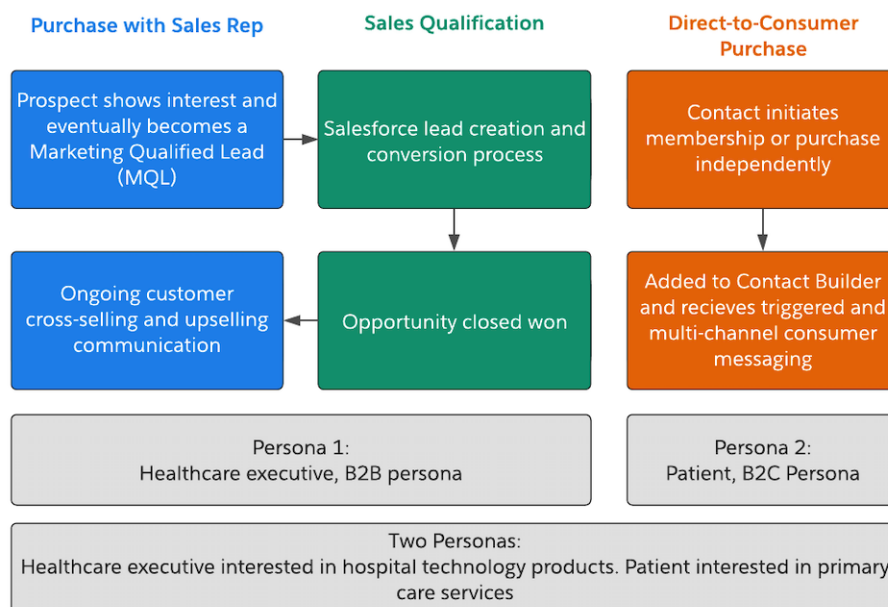 Purchase with Sales Rep
Sales Qualification
Direct-to-Consumer
Purchase
Prospect shows interest and
eventually becomes a
Marketing Qualified Lead
(MQL)
Salesforce lead creation and
conversion process
Contact initiates
membership or purchase
independently
Ongoing customer
cross-selling and upselling
communication
Opportunity closed won
Added to Contact Builder
and recieves triggered and
multi-channel consumer
messaging
Persona 1:
Healthcare executive, B2B persona
Persona 2:
Patient, B2C Persona
Two Personas:
Healthcare executive interested in hospital technology products. Patient interested in primary
care services